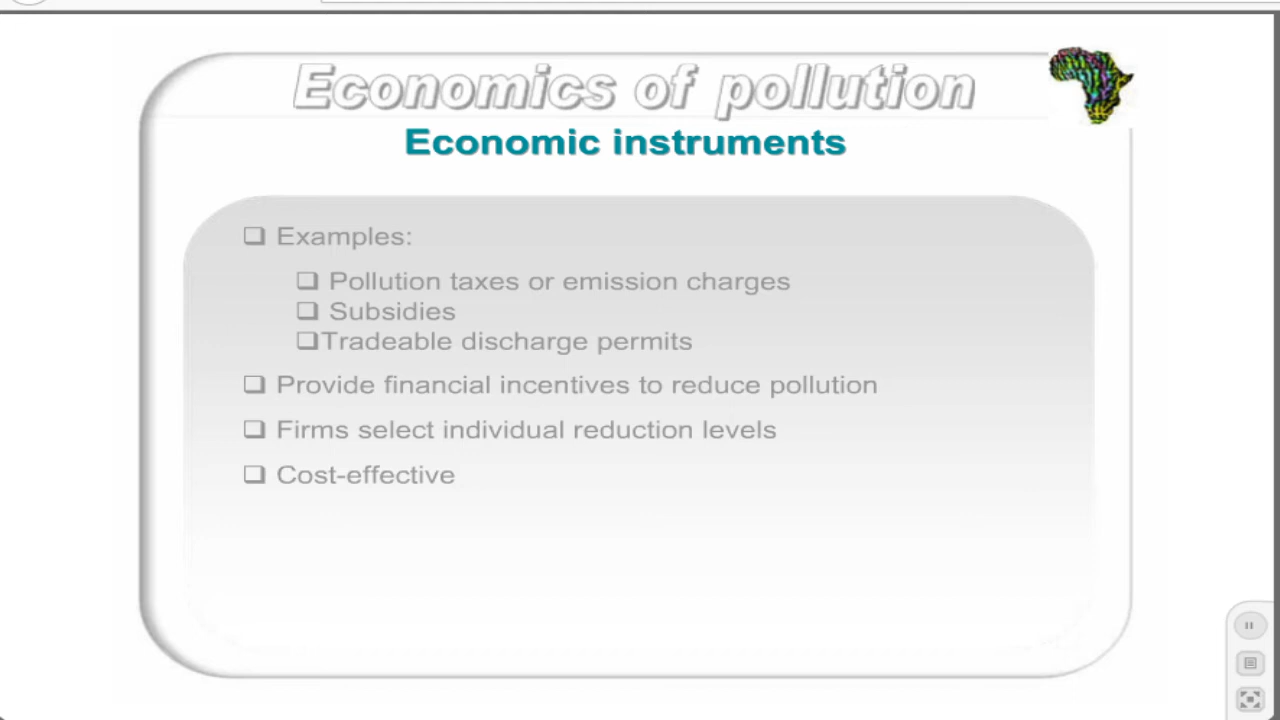 Economics of pollution
Economic instruments
❑ Examples:
❑ Pollution taxes or emission charges
❑ Subsidies
❑Tradeable discharge permits
❑ Provide financial incentives to reduce pollution
❑ Firms select individual reduction levels
❑ Cost-effective